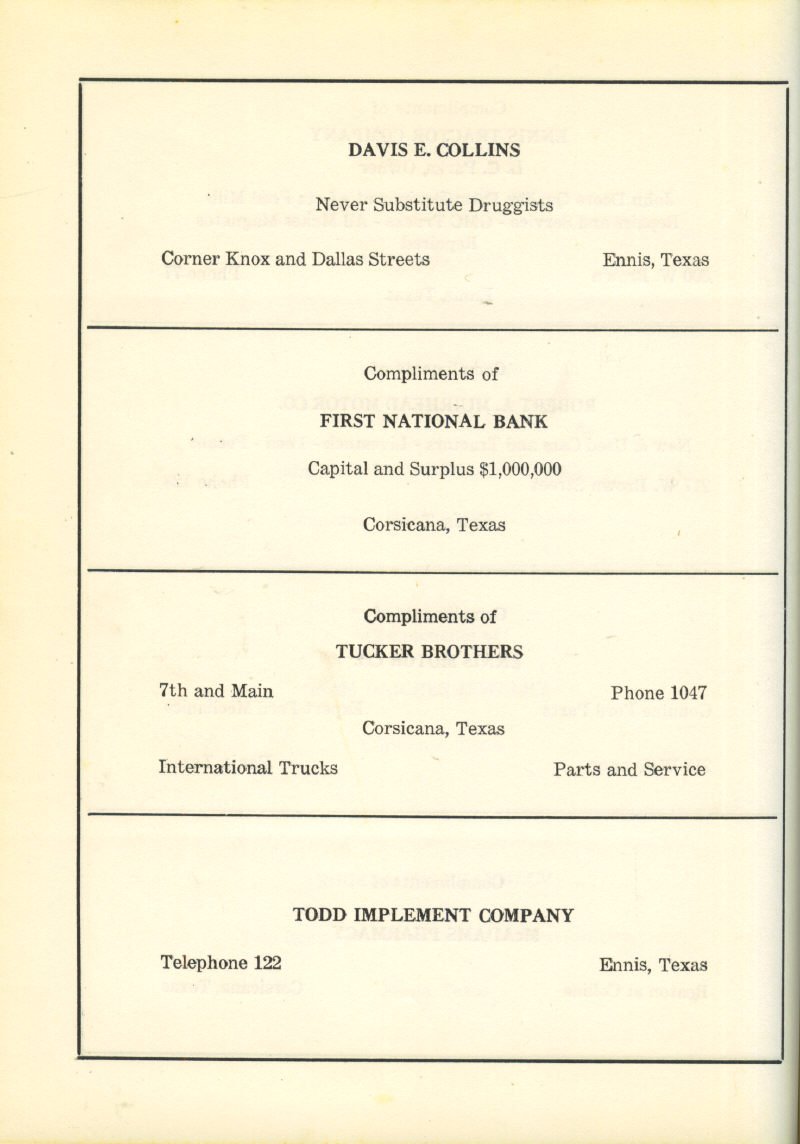 DAVIS E. COLLINS
Never Substitute Druggists
Corner Knox and Dallas Streets Ennis, Texas
Compliments of
FIRST NATIONAL BANK
Capital and Surplus $1,000,000
Corsicana, Texas
Compliments of
TUCKER BROTHERS
7th and Main Phone 1047
Corsicana, Texas
International Trucks Parts and Service
TODD IMPLEMENT COMPANY
Telephone 122 Ennis, Texas